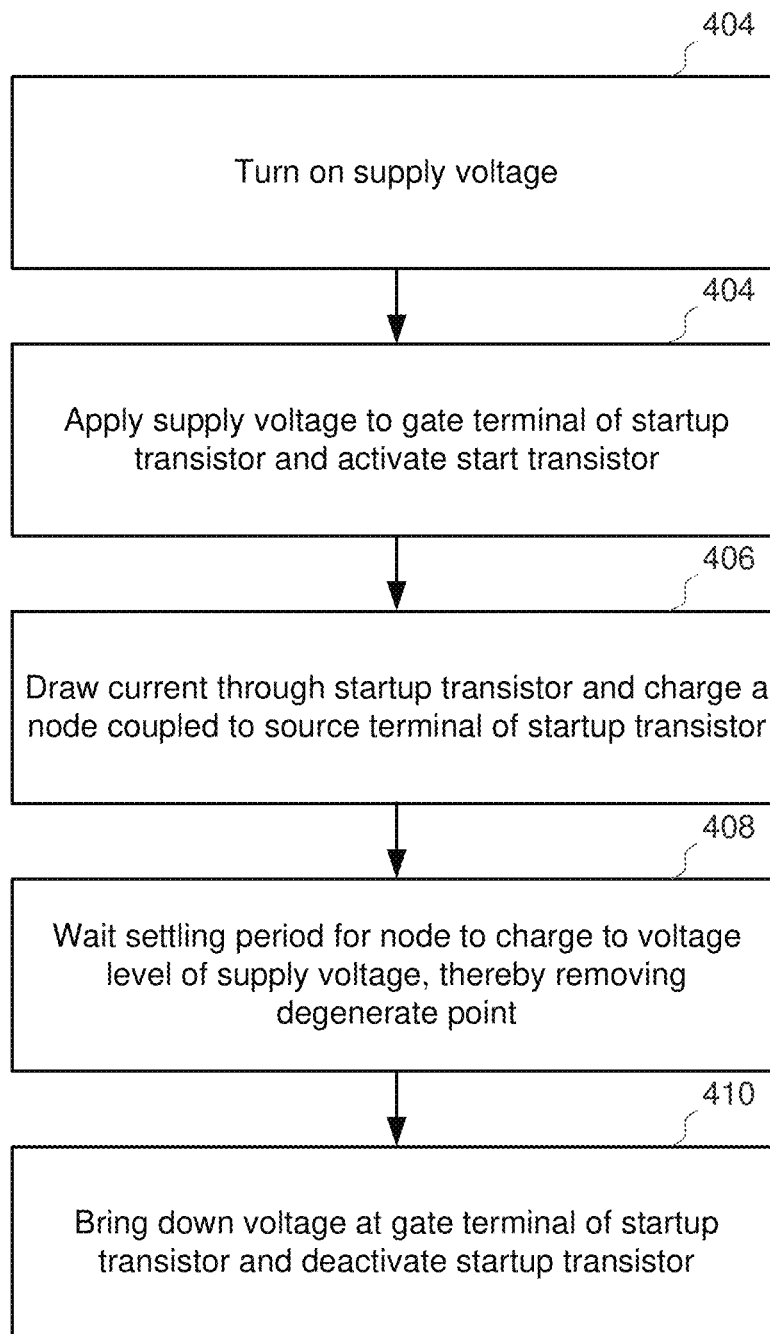 404
Turn on supply voltage
404
Apply supply voltage to gate terminal of startup
transistor and activate start transistor
406
Draw current through startup transistor and charge a
node coupled to source terminal of startup transistor
408
Wait settling period for node to charge to voltage
level of supply voltage, thereby removing
degenerate point
410
Bring down voltage at gate terminal of startup
transistor and deactivate startup transistor